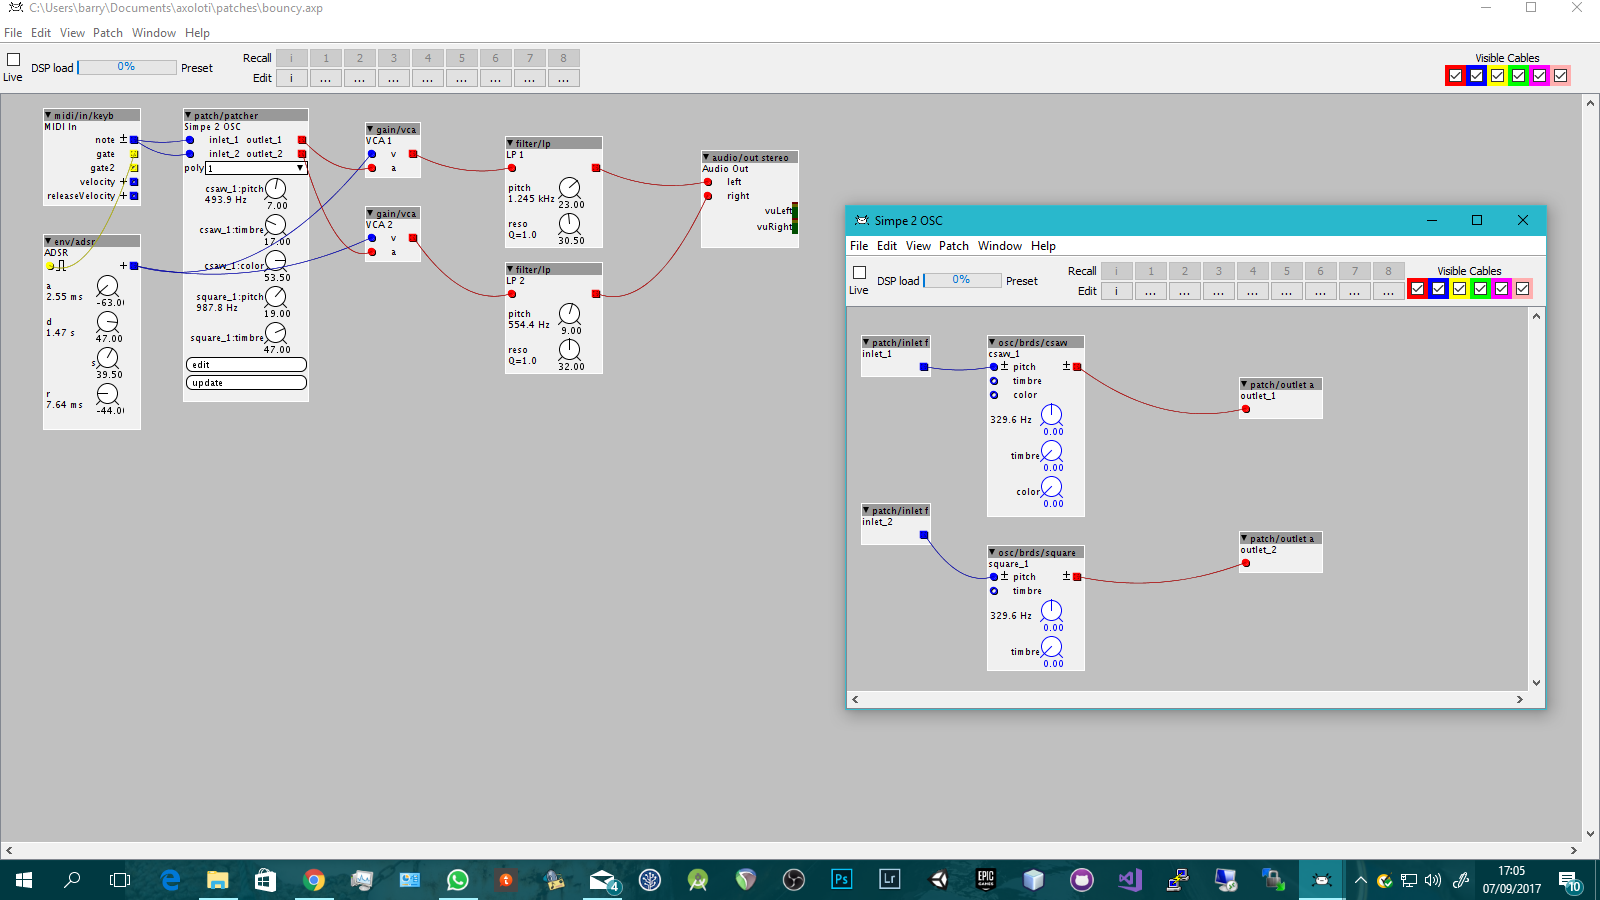 C:\Users\barry\Documents\axoloti\patches\bouncy.axp
File Edit View Patch Window Help
Live
DSP load 0% Preset
Recall i 1 2 3 4 5 6 7 8
Edit i ... ... ... ... ... ... ... ...
Visible Cables
midi/in/keyb
MIDI In
note ±
gate
gate2
velocity +
releaseVelocity +
env/adsr
ADSR
+
a
2.55 ms
-63.0
d
1.47 s
47.00
s
39.50
r
7.64 ms
-44.0
patch/patcher
Simpe 2 OSC
inlet_1 outlet_1
inlet_2 outlet_2
poly 1
csaw_1:pitch
493.9 Hz
7.00
csaw_1:timbre
17.00
csaw_1:color
53.50
square_1:pitch
987.8 Hz
19.00
square_1:timbre
47.00
edit
update
gain/vca
VCA 1
v
a
gain/vca
VCA 2
v
a
filter/lp
LP 1
pitch
1.245 kHz
23.00
reso
Q=1.0
30.50
filter/lp
LP 2
pitch
554.4 Hz
9.00
reso
Q=1.0
32.00
audio/out stereo
Audio Out
left
right
vuLeft
vuRight
Simpe 2 OSC
File Edit View Patch Window Help
Live
DSP load 0% Preset
Recall i 1 2 3 4 5 6 7 8
Edit i ... ... ... ... ... ... ... ...
Visible Cables
patch/inlet f
inlet_1
osc/brds/csaw
csaw_1
± pitch ±
timbre
color
329.6 Hz
0.00
timbre
0.00
color
0.00
patch/outlet a
outlet_1
patch/inlet f
inlet_2
osc/brds/square
square_1
± pitch ±
timbre
329.6 Hz
0.00
timbre
0.00
patch/outlet a
outlet_2
4
Ps
Lr
EPIC
GAMES
17:05
07/09/2017
10